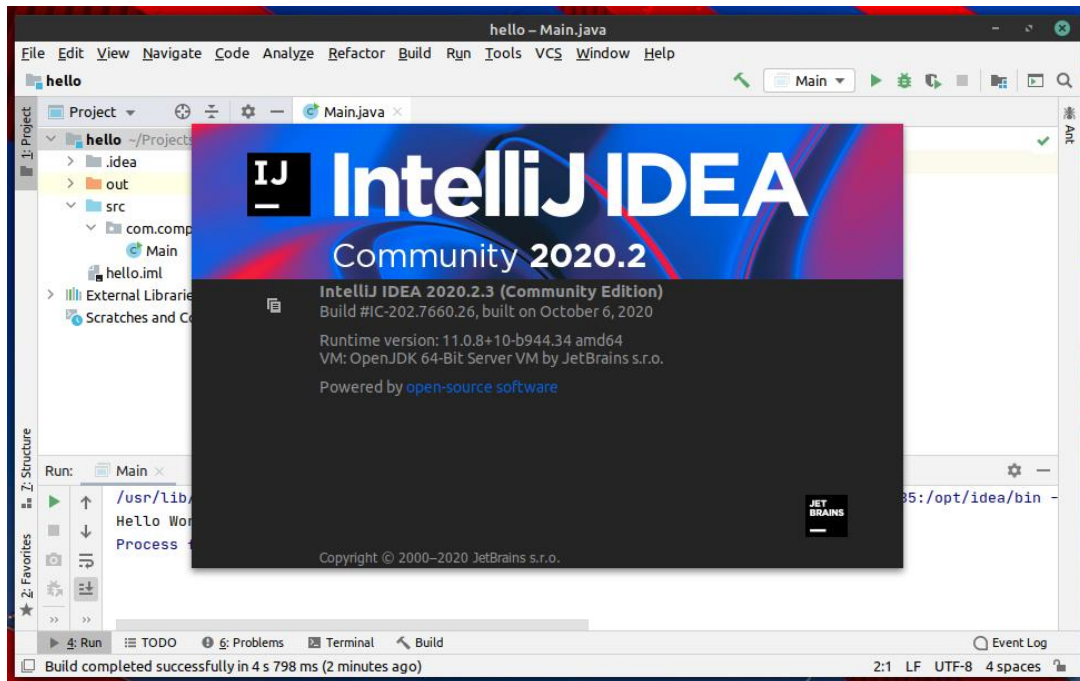 hello – Main.java
File Edit View Navigate Code Analyze Refactor Build Run Tools VCS Window Help
hello
Main
Project
Main.java
1: Project
hello ~/Projects
.idea
out
src
com.comp
Main
hello.iml
External Librarie
Scratches and Co
Ant
IJ
IntelliJ IDEA
Community 2020.2
IntelliJ IDEA 2020.2.3 (Community Edition)
Build #IC-202.7660.26, built on October 6, 2020
Runtime version: 11.0.8+10-b944.34 amd64
VM: OpenJDK 64-Bit Server VM by JetBrains s.r.o.
Powered by open-source software
JET
BRAINS
Copyright © 2000–2020 JetBrains s.r.o.
7: Structure
2: Favorites
Run: Main
/usr/lib/
35:/opt/idea/bin -
Hello Wor
Process f
4: Run TODO 6: Problems Terminal Build Event Log
Build completed successfully in 4 s 798 ms (2 minutes ago) 2:1 LF UTF-8 4 spaces